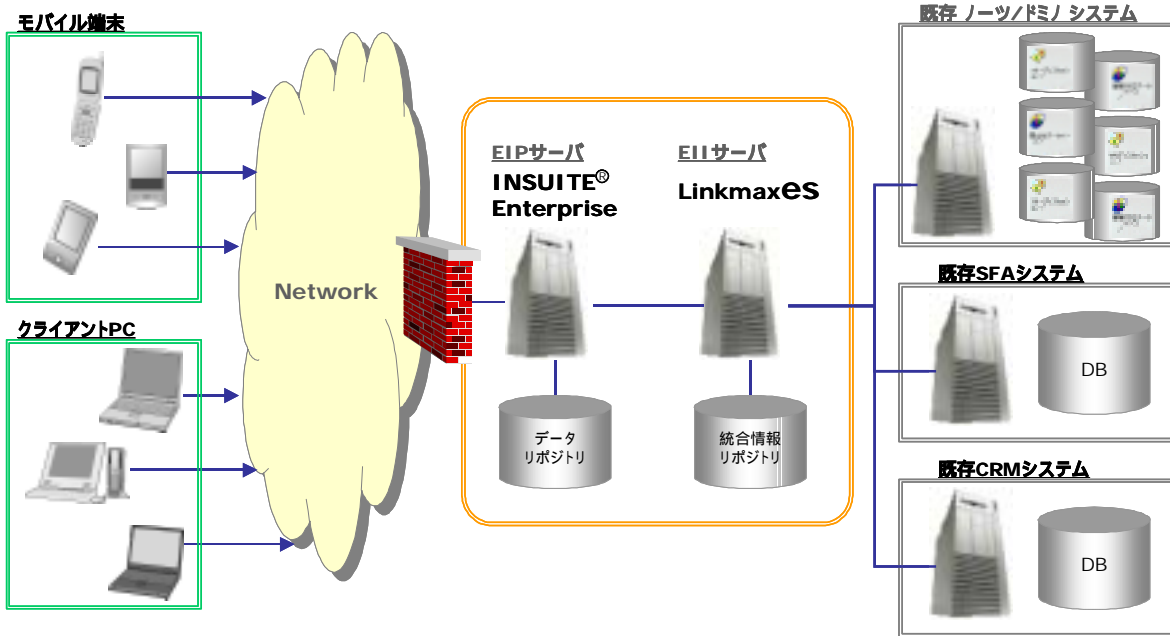 モバイル端末
クライアントPC
Network
EIPサーバ
INSUITE®
Enterprise
データ
リポジトリ
EIIサーバ
Linkmaxes
統合情報
リポジトリ
既存 ノーツ/ドミノ システム
既存SFAシステム
DB
既存CRMシステム
DB